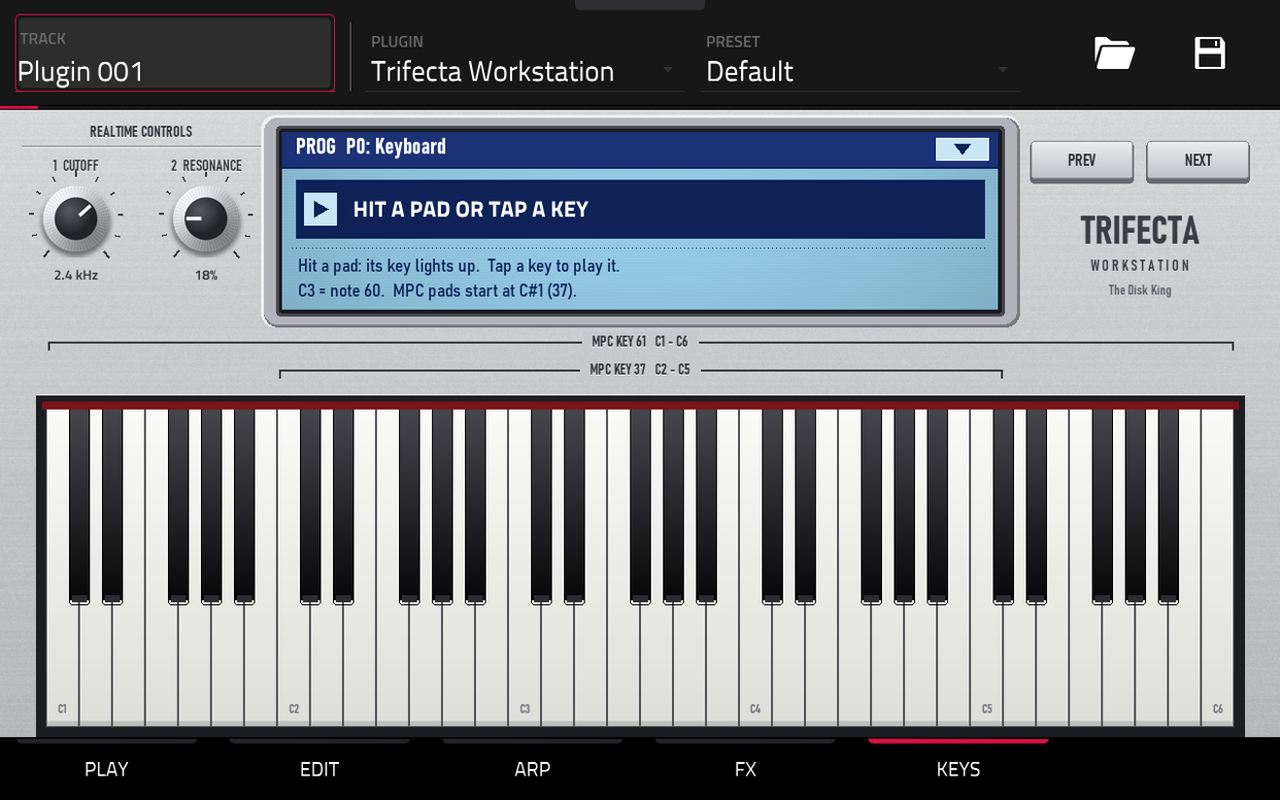 TRACK
Plugin 001
PLUGIN
Trifecta Workstation
PRESET
Default
REALTIME CONTROLS
1 CUTOFF
2 RESONANCE
2.4 kHz
18%
PROG P0: Keyboard
HIT A PAD OR TAP A KEY
Hit a pad: its key lights up. Tap a key to play it.
C3 = note 60. MPC pads start at C#1 (37).
PREV
NEXT
TRIFECTA
WORKSTATION
The Disk King
MPC KEY 61 C1 - C6
MPC KEY 37 C2 - C5
C1
C2
C3
C4
C5
C6
PLAY
EDIT
ARP
FX
KEYS